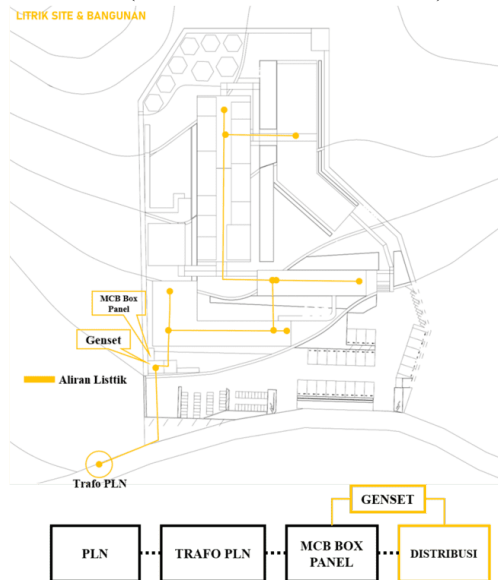 LITRIK SITE & BANGUNAN
MCB Box
Panel
Genset
Aliran Listtik
Trafo PLN
GENSET
PLN
TRAFO PLN
MCB BOX
PANEL
DISTRIBUSI